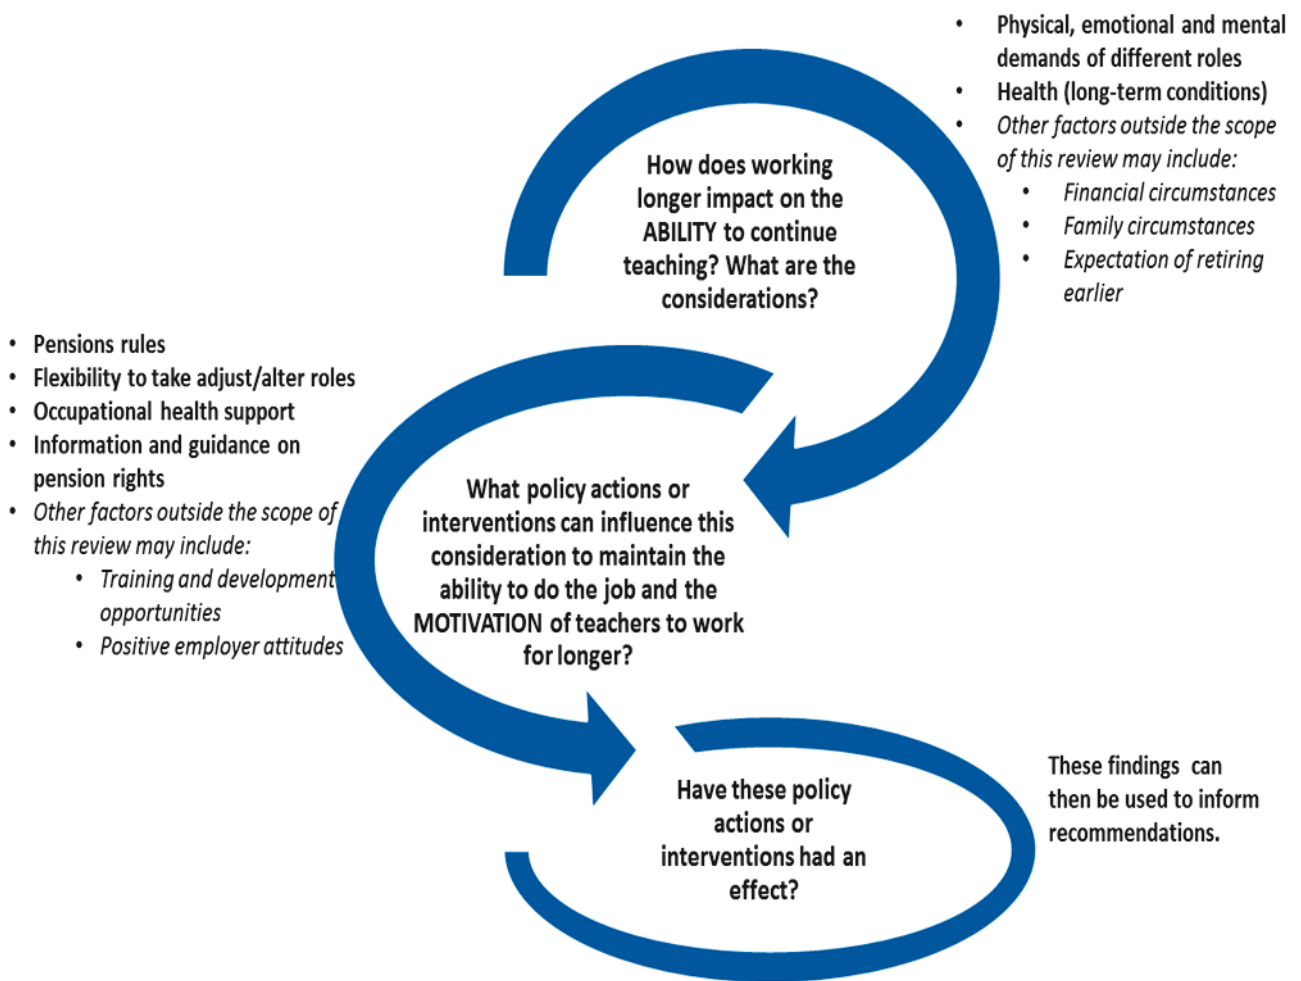 • Physical, emotional and mental
demands of different roles
• Health (long-term conditions)
• Other factors outside the scope
of this review may include:
• Financial circumstances
• Family circumstances
• Expectation of retiring
earlier
How does working
longer impact on the
ABILITY to continue
teaching? What are the
considerations?
• Pensions rules
• Flexibility to take adjust/alter roles
• Occupational health support
• Information and guidance on
pension rights
• Other factors outside the scope of
this review may include:
• Training and development
opportunities
• Positive employer attitudes
What policy actions or
interventions can influence this
consideration to maintain the
ability to do the job and the
MOTIVATION of teachers to work
for longer?
Have these policy
actions or
interventions had an
effect?
These findings can
then be used to inform
recommendations.